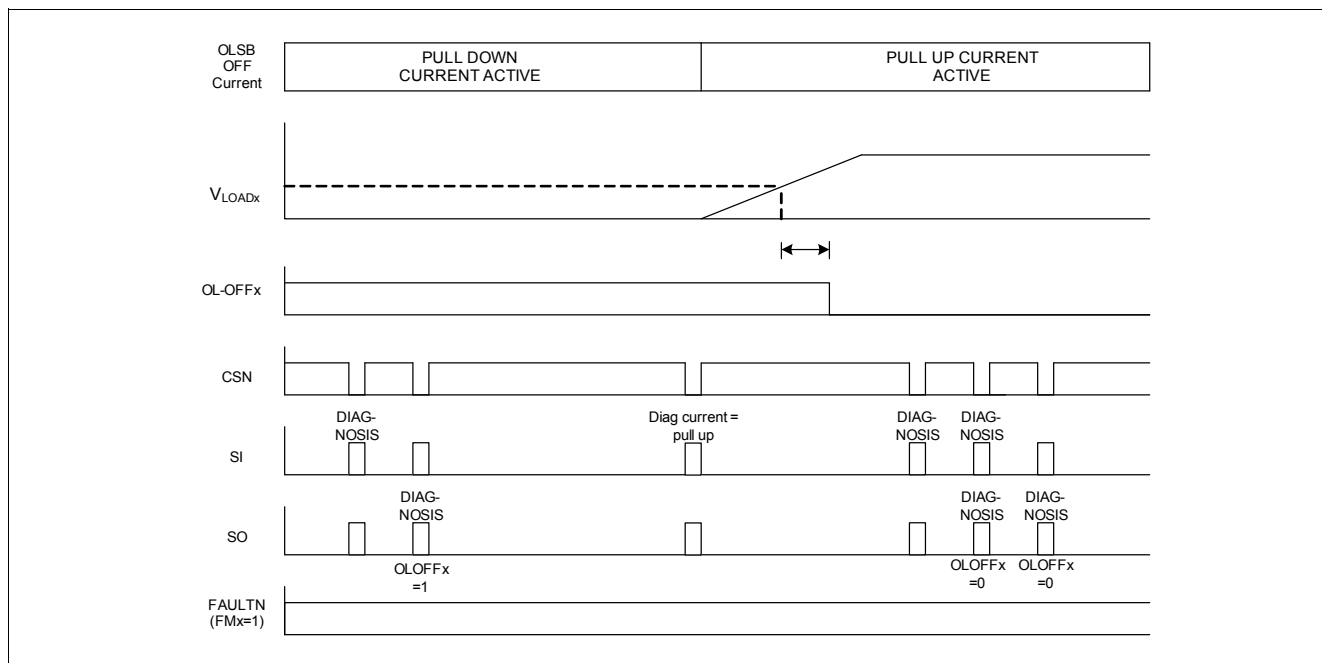 OLSB
OFF
Current
PULL DOWN
CURRENT ACTIVE
PULL UP CURRENT
ACTIVE
VLOADx
OL-OFFx
CSN
DIAG-
NOSIS
Diag current =
pull up
DIAG-
NOSIS
DIAG-
NOSIS
SI
DIAG-
NOSIS
DIAG-
NOSIS
DIAG-
NOSIS
SO
OLOFFx
=1
OLOFFx
=0
OLOFFx
=0
FAULTN
(FMx=1)